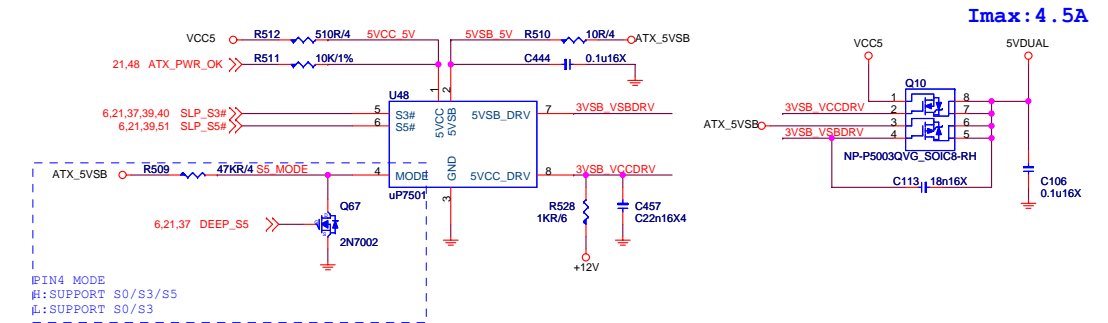 Imax:4.5A
VCC5 R512 510R/4 5VCC_5V 5VSB_5V R510 10R/4 ATX_5VSB
21,48 ATX_PWR_OK R511 10K/1% C444 0.1u16X
VCC5 5VDUAL
Q10
1 8
3VSB_VCCDRV 2 7
ATX_5VSB 3 6
3VSB_VSBDRV 4 5
NP-P5003QVG_SOIC8-RH
C113 18n16X
C106
0.1u16X
U48
1 2
6,21,37,39,40 SLP_S3# 5 S3# 5VCC 5VSB 5VSB_DRV 7 3VSB_VSBDRV
6,21,39,51 SLP_S5# 6 S5#
ATX_5VSB R509 47KR/4 S5_MODE 4 MODE GND 5VCC_DRV 8 3VSB_VCCDRV
uP7501
3
Q67
6,21,37 DEEP_S5
2N7002
R528
1KR/6
C457
C22n16X4
+12V
PIN4 MODE
H:SUPPORT S0/S3/S5
L:SUPPORT S0/S3